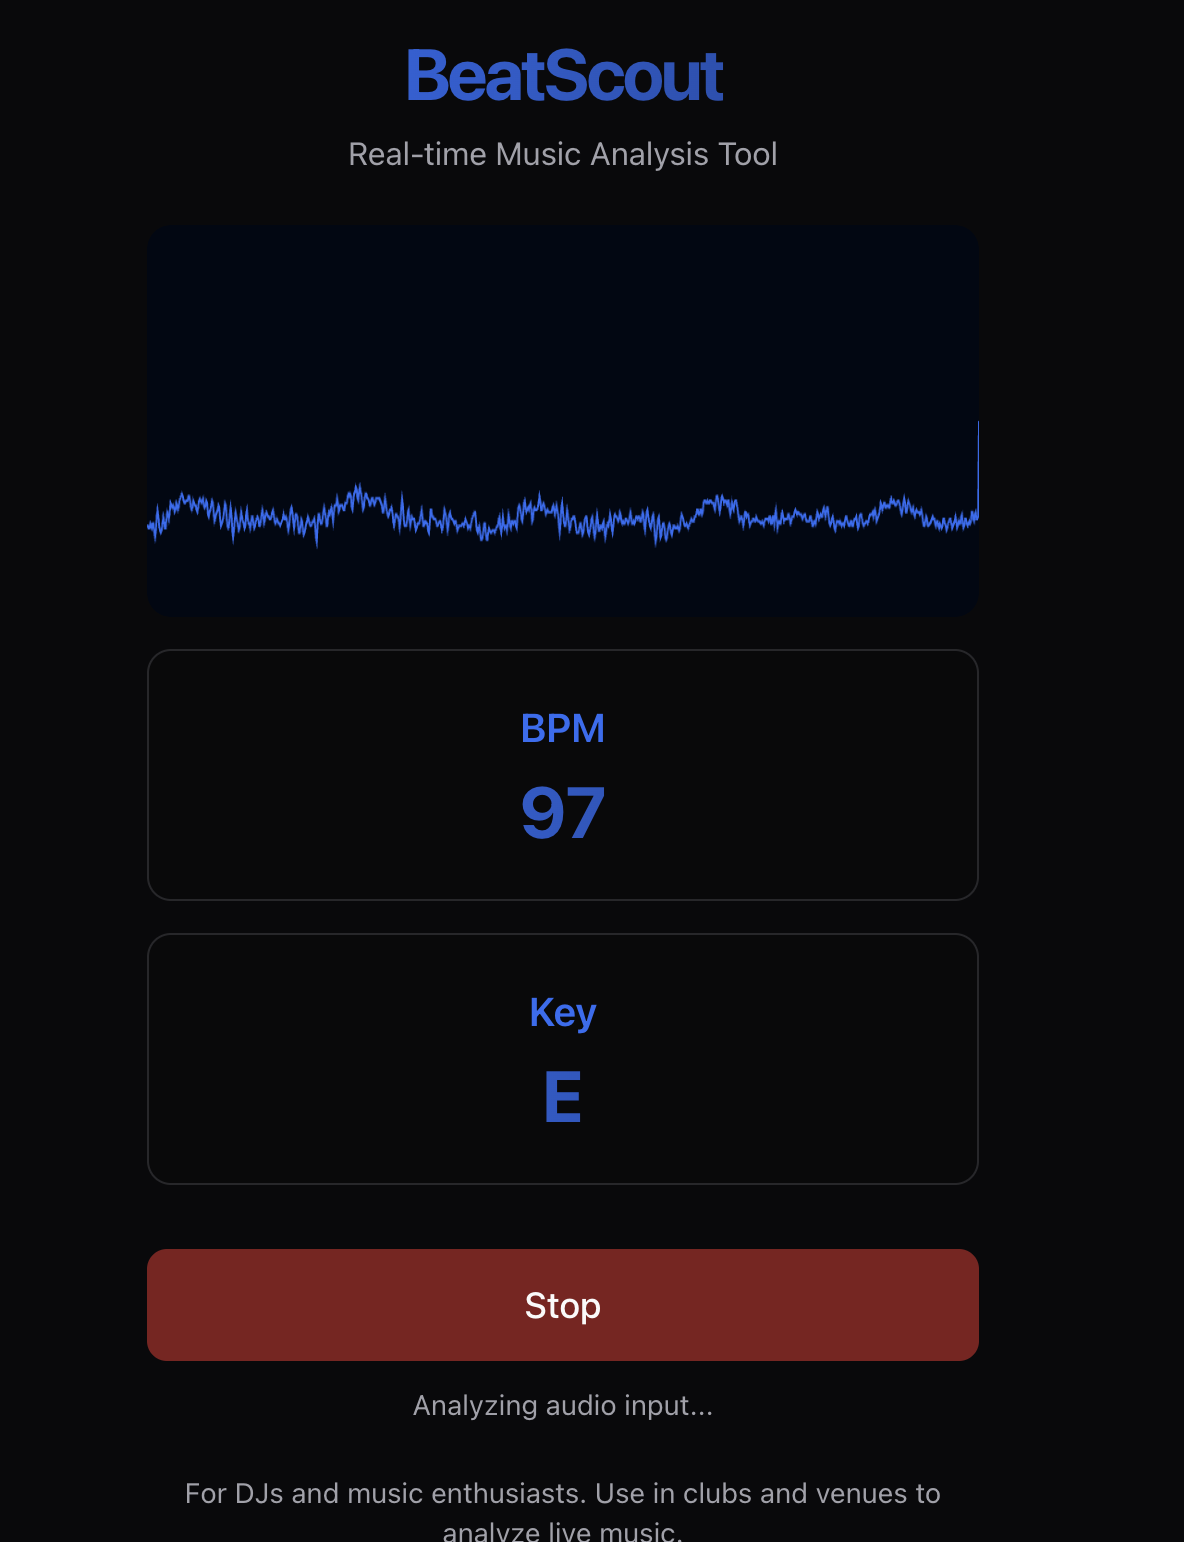 BeatScout
Real-time Music Analysis Tool
BPM
97
Key
E
Stop
Analyzing audio input...
For DJs and music enthusiasts. Use in clubs and venues to
analyze live music.